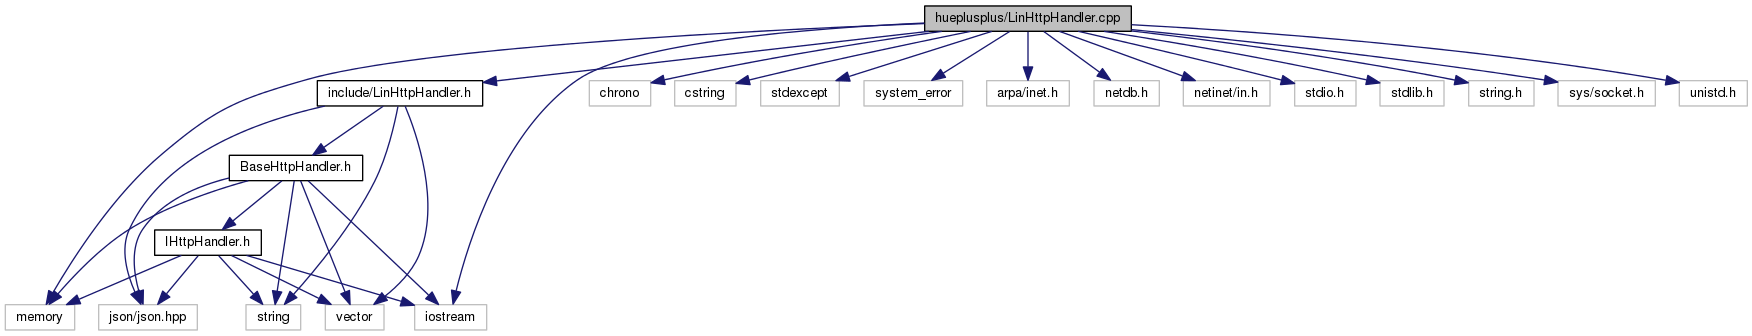 hueplusplus/LinHttpHandler.cpp
include/LinHttpHandler.h
chrono
cstring
stdexcept
system_error
arpa/inet.h
netdb.h
netinet/in.h
stdio.h
stdlib.h
string.h
sys/socket.h
unistd.h
BaseHttpHandler.h
IHttpHandler.h
memory
json/json.hpp
string
vector
iostream